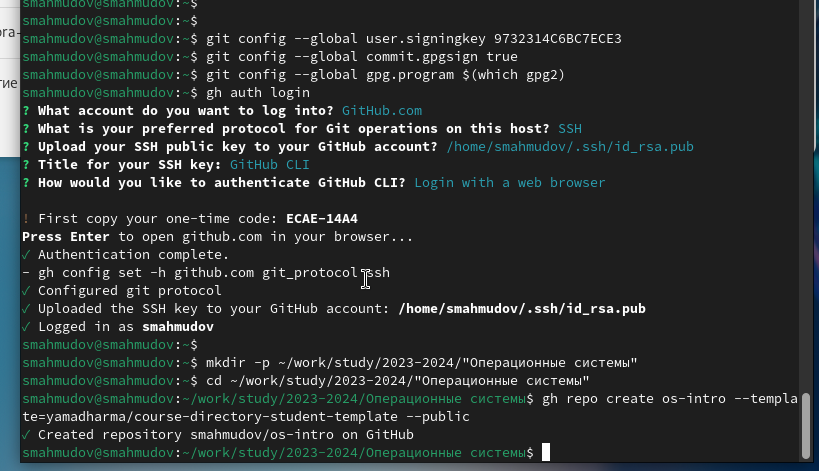 smahmudov@smahmudov:~$
smahmudov@smahmudov:~$
smahmudov@smahmudov:~$ git config --global user.signingkey 9732314C6BC7ECE3
smahmudov@smahmudov:~$ git config --global commit.gpgsign true
smahmudov@smahmudov:~$ git config --global gpg.program $(which gpg2)
smahmudov@smahmudov:~$ gh auth login
? What account do you want to log into? GitHub.com
? What is your preferred protocol for Git operations on this host? SSH
? Upload your SSH public key to your GitHub account? /home/smahmudov/.ssh/id_rsa.pub
? Title for your SSH key: GitHub CLI
? How would you like to authenticate GitHub CLI? Login with a web browser
! First copy your one-time code: ECAE-14A4
Press Enter to open github.com in your browser...
✓ Authentication complete.
- gh config set -h github.com git_protocol ssh
✓ Configured git protocol
✓ Uploaded the SSH key to your GitHub account: /home/smahmudov/.ssh/id_rsa.pub
✓ Logged in as smahmudov
smahmudov@smahmudov:~$
smahmudov@smahmudov:~$ mkdir -p ~/work/study/2023-2024/"Операционные системы"
smahmudov@smahmudov:~$ cd ~/work/study/2023-2024/"Операционные системы"
smahmudov@smahmudov:~/work/study/2023-2024/Операционные системы$ gh repo create os-intro --templa
te=yamadharma/course-directory-student-template --public
✓ Created repository smahmudov/os-intro on GitHub
smahmudov@smahmudov:~/work/study/2023-2024/Операционные системы$